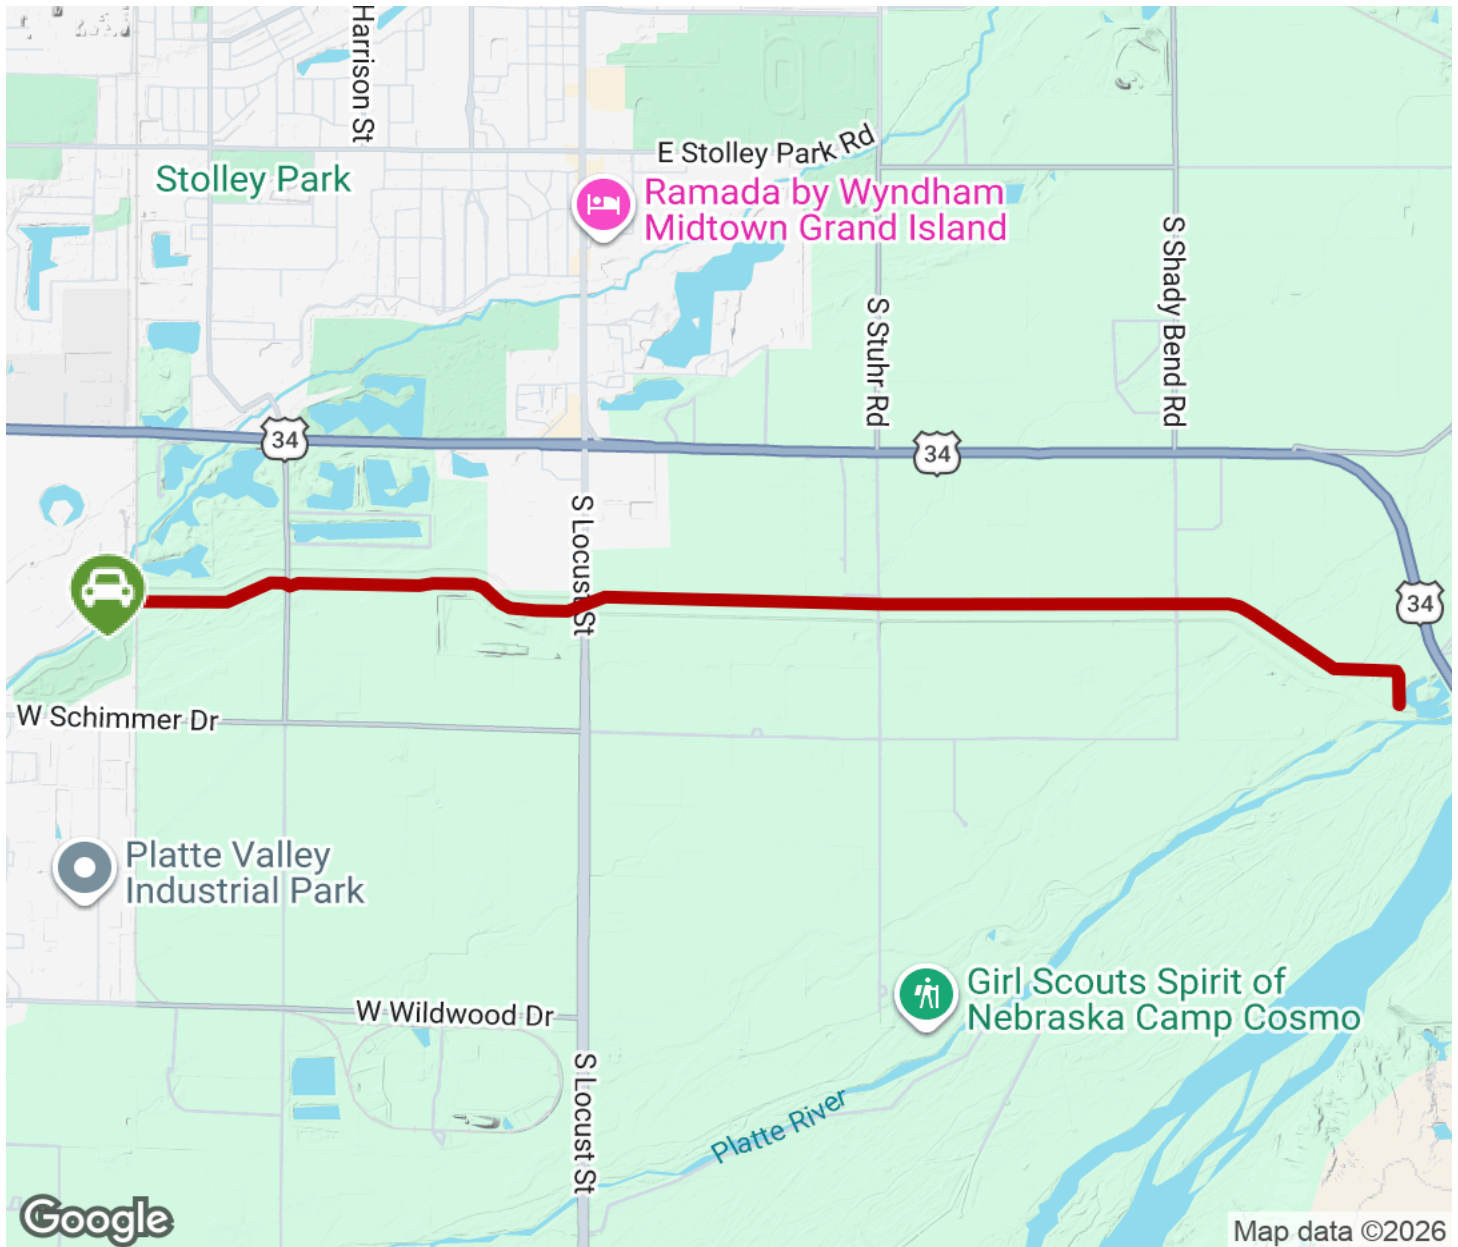 Harrison St
E Stolley Park Rd
Stolley Park
Ramada by Wyndham
Midtown Grand Island
S Shady Bend Rd
S Stuhr Rd
34
34
S Locust St
34
W Schimmer Dr
Platte Valley
Industrial Park
Girl Scouts Spirit of
Nebraska Camp Cosmo
W Wildwood Dr
S Locust St
Platte River
Google
Map data ©2026